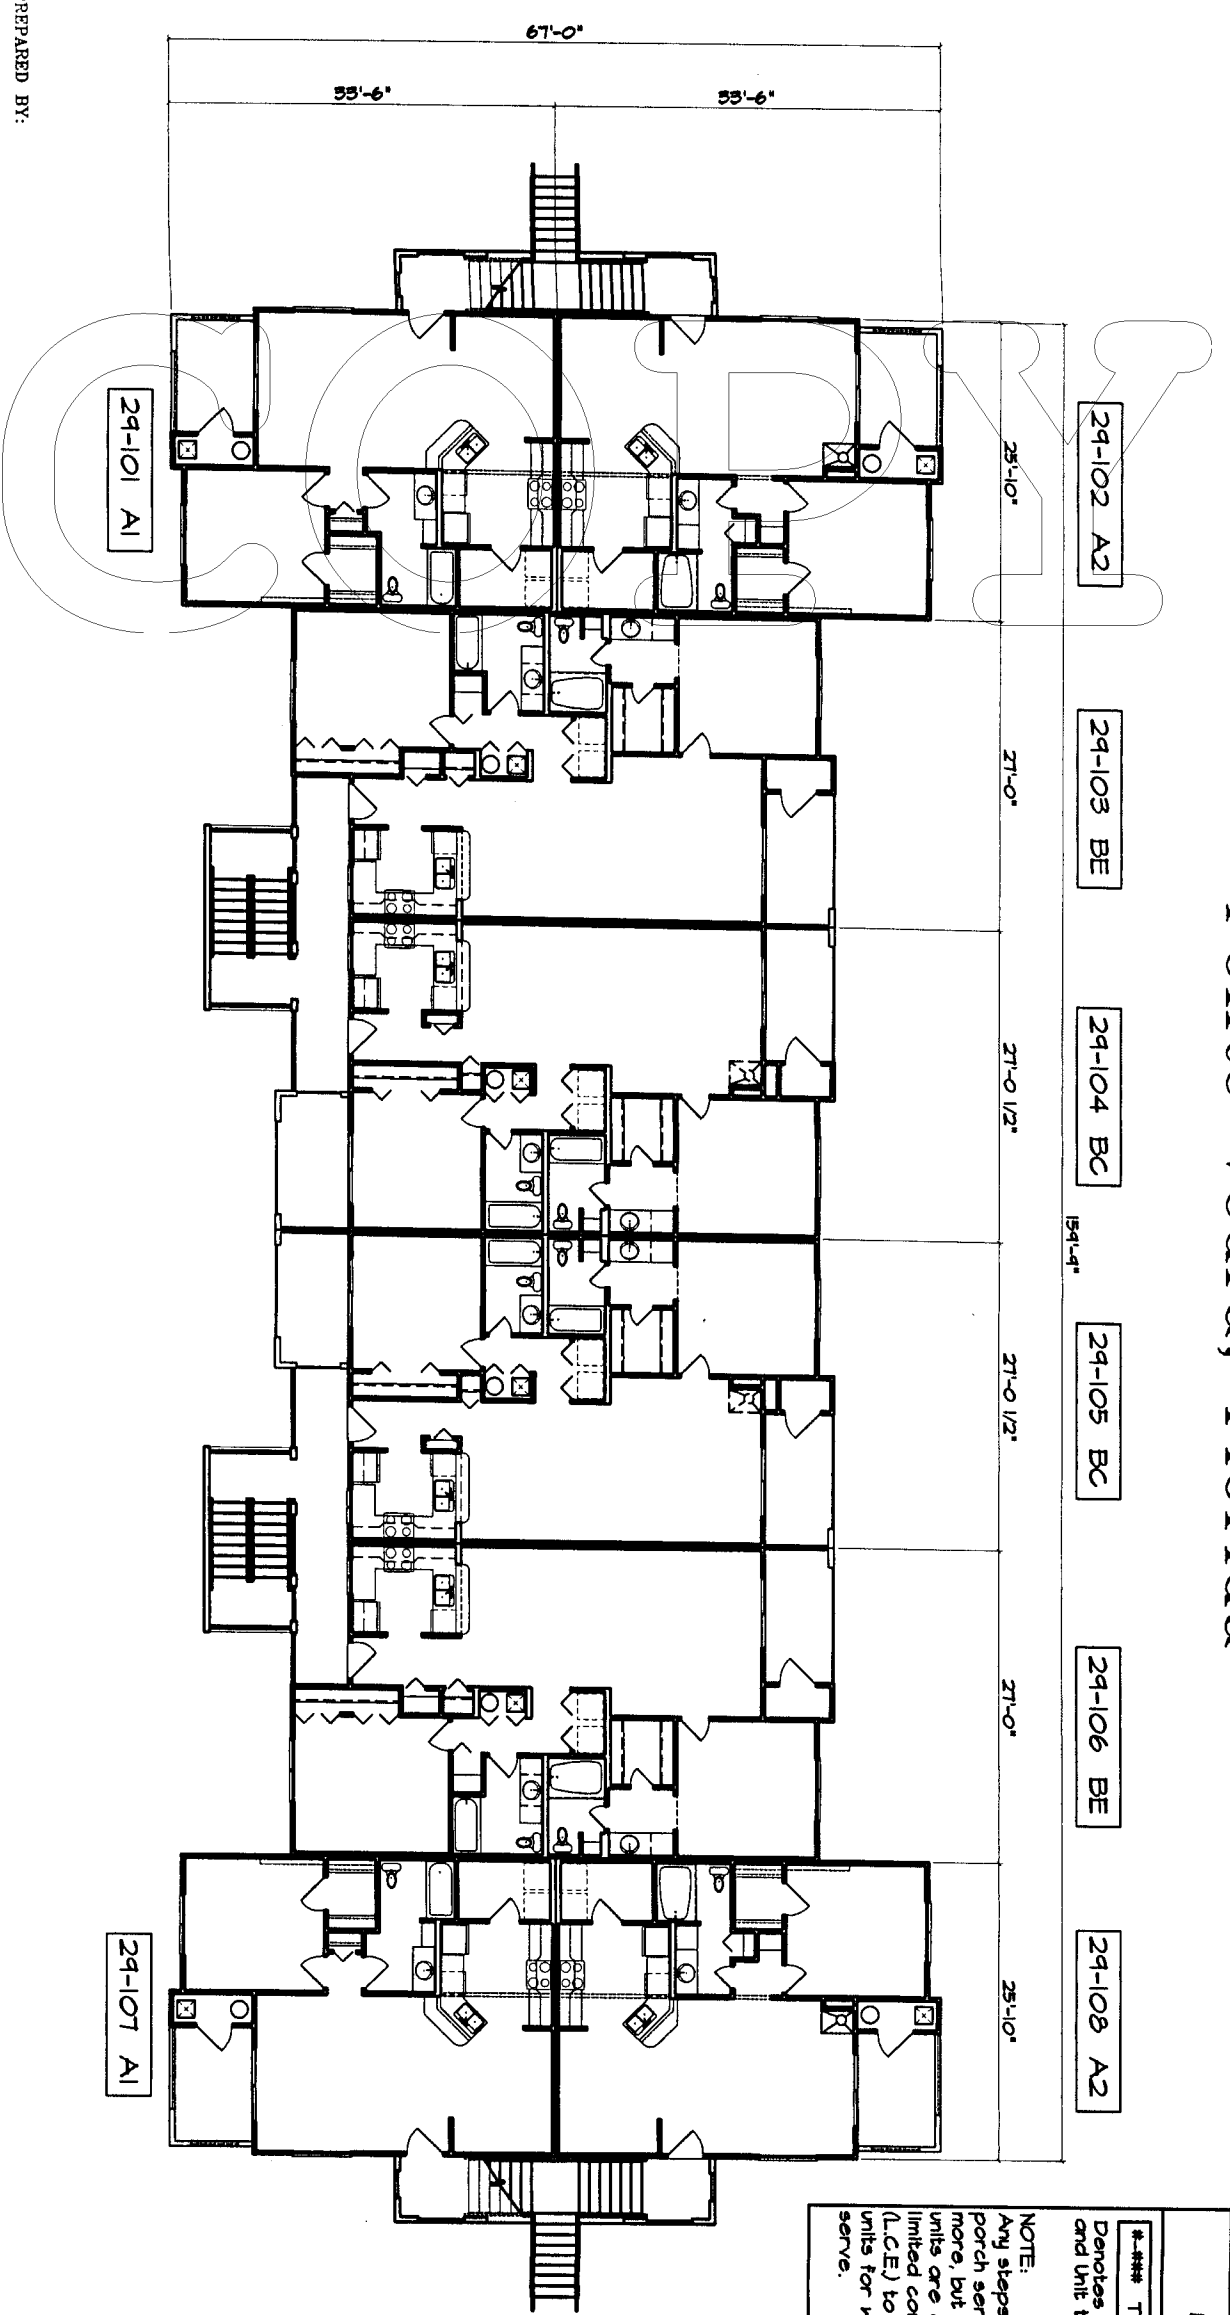 PREPARED BY:
67'-0"
33'-6"
33'-6"
COPY
29-101 A1
29-102 A2
25'-10"
29-103 BE
27'-0"
29-104 BC
27'-0 1/2"
159'-9"
29-105 BC
27'-0 1/2"
29-106 BE
27'-0"
29-107 A1
29-108 A2
25'-10"
#-### T
Denotes
and Unit t
NOTE:
Any steps
porch ser
more, but
units are
limited co
(L.C.E.) to
units for
serve.